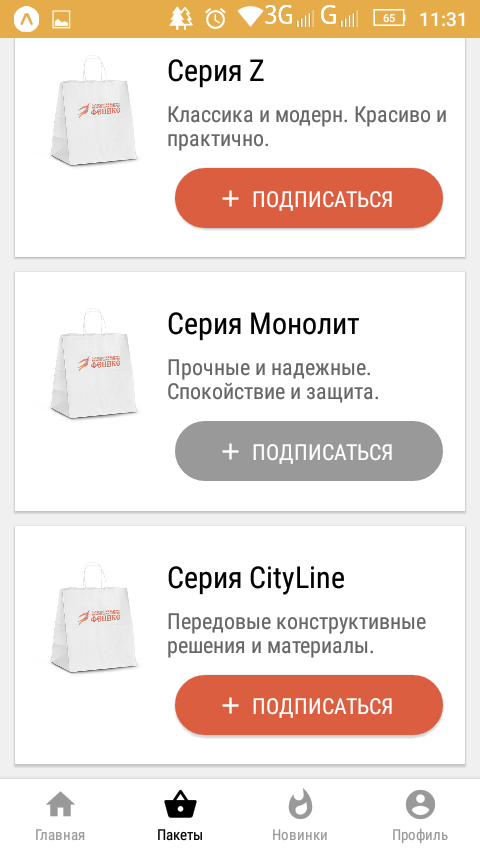 3G G 65 11:31
Серия Z
Классика и модерн. Красиво и
практично.
+ ПОДПИСАТЬСЯ
Серия Монолит
Прочные и надежные.
Спокойствие и защита.
+ ПОДПИСАТЬСЯ
Серия CityLine
Передовые конструктивные
решения и материалы.
+ ПОДПИСАТЬСЯ
Главная Пакеты Новинки Профиль